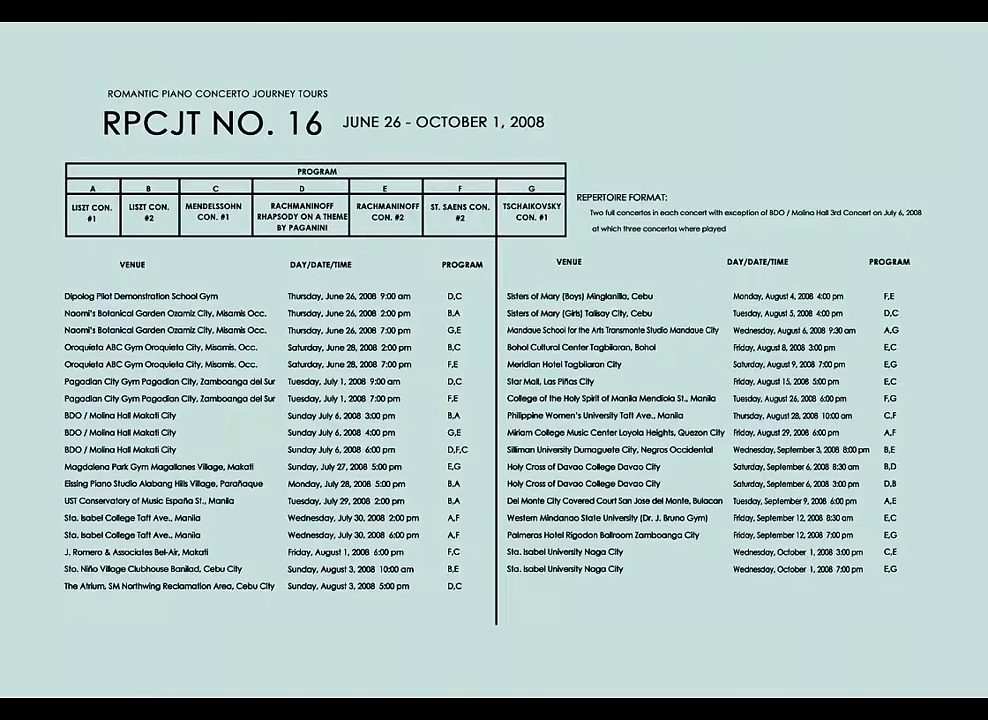 ROMANTIC PIANO CONCERTO JOURNEY TOURS
RPCJT NO. 16 JUNE 26 - OCTOBER 1, 2008
PROGRAM
A B C D E F G
LISZT CON. #1
LISZT CON. #2
MENDELSSOHN CON. #1
RACHMANINOFF RHAPSODY ON A THEME BY PAGANINI
RACHMANINOFF CON. #2
ST. SAENS CON. #2
TSCHAIKOVSKY CON. #1
REPERTOIRE FORMAT:
Two full concertos in each concert with exception of BDO / Molina Hall 3rd Concert on July 6, 2008
at which three concertos where played
VENUE DAY/DATE/TIME PROGRAM
Dipolog Pilot Demonstration School Gym Thursday, June 26, 2008 9:00 am D,C
Naomi's Botanical Garden Ozamiz City, Misamis Occ. Thursday, June 26, 2008 2:00 pm B,A
Naomi's Botanical Garden Ozamiz City, Misamis Occ. Thursday, June 26, 2008 7:00 pm G,E
Oroquieta ABC Gym Oroquieta City, Misamis. Occ. Saturday, June 28, 2008 2:00 pm B,C
Oroquieta ABC Gym Oroquieta City, Misamis. Occ. Saturday, June 28, 2008 7:00 pm F,E
Pagadian City Gym Pagadian City, Zamboanga del Sur Tuesday, July 1, 2008 9:00 am D,C
Pagadian City Gym Pagadian City, Zamboanga del Sur Tuesday, July 1, 2008 7:00 pm F,E
BDO / Molina Hall Makati City Sunday July 6, 2008 3:00 pm B,A
BDO / Molina Hall Makati City Sunday July 6, 2008 4:00 pm G,E
BDO / Molina Hall Makati City Sunday July 6, 2008 6:00 pm D,F,C
Magdalena Park Gym Magallanes Village, Makati Sunday, July 27, 2008 5:00 pm E,G
Eissing Piano Studio Alabang Hills Village, Parañaque Monday, July 28, 2008 5:00 pm B,A
UST Conservatory of Music España St., Manila Tuesday, July 29, 2008 2:00 pm B,A
Sta. Isabel College Taft Ave., Manila Wednesday, July 30, 2008 2:00 pm A,F
Sta. Isabel College Taft Ave., Manila Wednesday, July 30, 2008 6:00 pm A,F
J. Romero & Associates Bel-Air, Makati Friday, August 1, 2008 6:00 pm F,C
Sto. Niño Village Clubhouse Banilad, Cebu City Sunday, August 3, 2008 10:00 am B,E
The Atrium, SM Northwing Reclamation Area, Cebu City Sunday, August 3, 2008 5:00 pm D,C
VENUE DAY/DATE/TIME PROGRAM
Sisters of Mary (Boys) Minglanilla, Cebu Monday, August 4, 2008 4:00 pm F,E
Sisters of Mary (Girls) Talisay City, Cebu Tuesday, August 5, 2008 4:00 pm D,C
Mandaue School for the Arts Transmonte Studio Mandaue City Wednesday, August 6, 2008 9:30 am A,G
Bohol Cultural Center Tagbilaran, Bohol Friday, August 8, 2008 3:00 pm E,C
Meridian Hotel Tagbilaran City Saturday, August 9, 2008 7:00 pm E,G
Star Mall, Las Piñas City Friday, August 15, 2008 5:00 pm E,C
College of the Holy Spirit of Manila Mendiola St., Manila Tuesday, August 26, 2008 6:00 pm F,G
Philippine Women's University Taft Ave., Manila Thursday, August 28, 2008 10:00 am C,F
Miriam College Music Center Loyola Heights, Quezon City Friday, August 29, 2008 6:00 pm A,F
Silliman University Dumaguete City, Negros Occidental Wednesday, September 3, 2008 8:00 pm B,E
Holy Cross of Davao College Davao City Saturday, September 6, 2008 8:30 am B,D
Holy Cross of Davao College Davao City Saturday, September 6, 2008 3:00 pm D,B
Del Monte City Covered Court San Jose del Monte, Bulacan Tuesday, September 9, 2008 6:00 pm A,E
Western Mindanao State University (Dr. J. Bruno Gym) Friday, September 12, 2008 8:30 am E,C
Palmeras Hotel Rigodon Ballroom Zamboanga City Friday, September 12, 2008 7:00 pm E,G
Sta. Isabel University Naga City Wednesday, October 1, 2008 3:00 pm C,E
Sta. Isabel University Naga City Wednesday, October 1, 2008 7:00 pm E,G